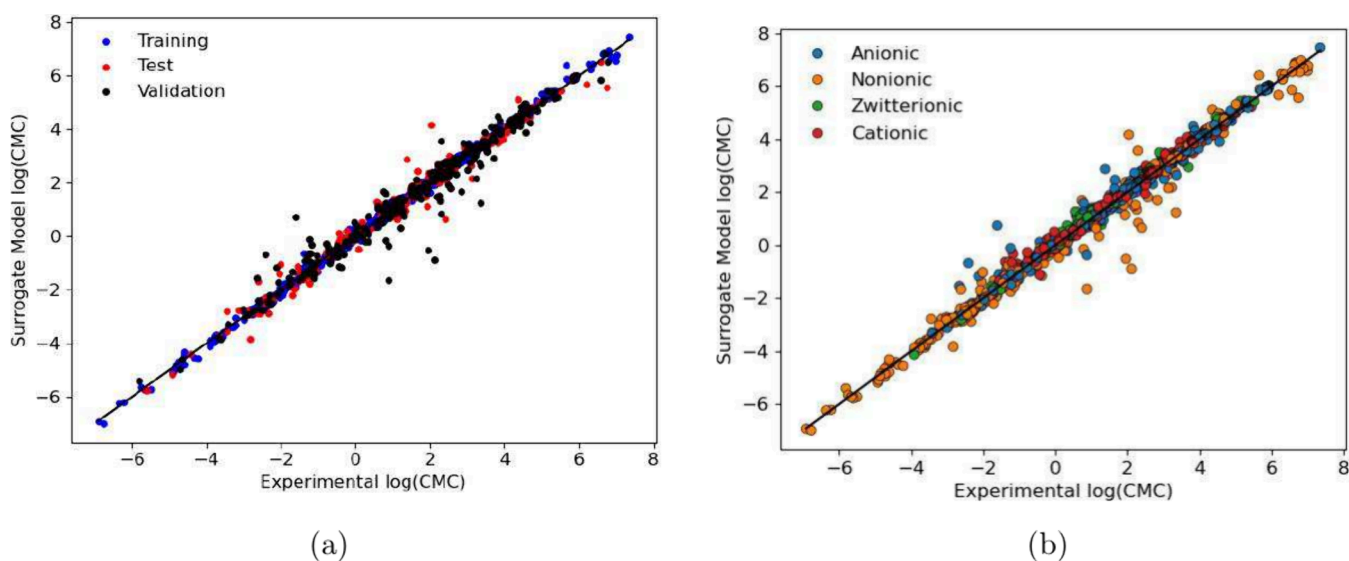 8
6
4
2
0
−2
−4
−6
Surrogate Model log(CMC)
Training
Test
Validation
−6 −4 −2 0 2 4 6 8
Experimental log(CMC)
(a)
8
6
4
2
0
−2
−4
−6
Surrogate Model log(CMC)
Anionic
Nonionic
Zwitterionic
Cationic
−6 −4 −2 0 2 4 6 8
Experimental log(CMC)
(b)